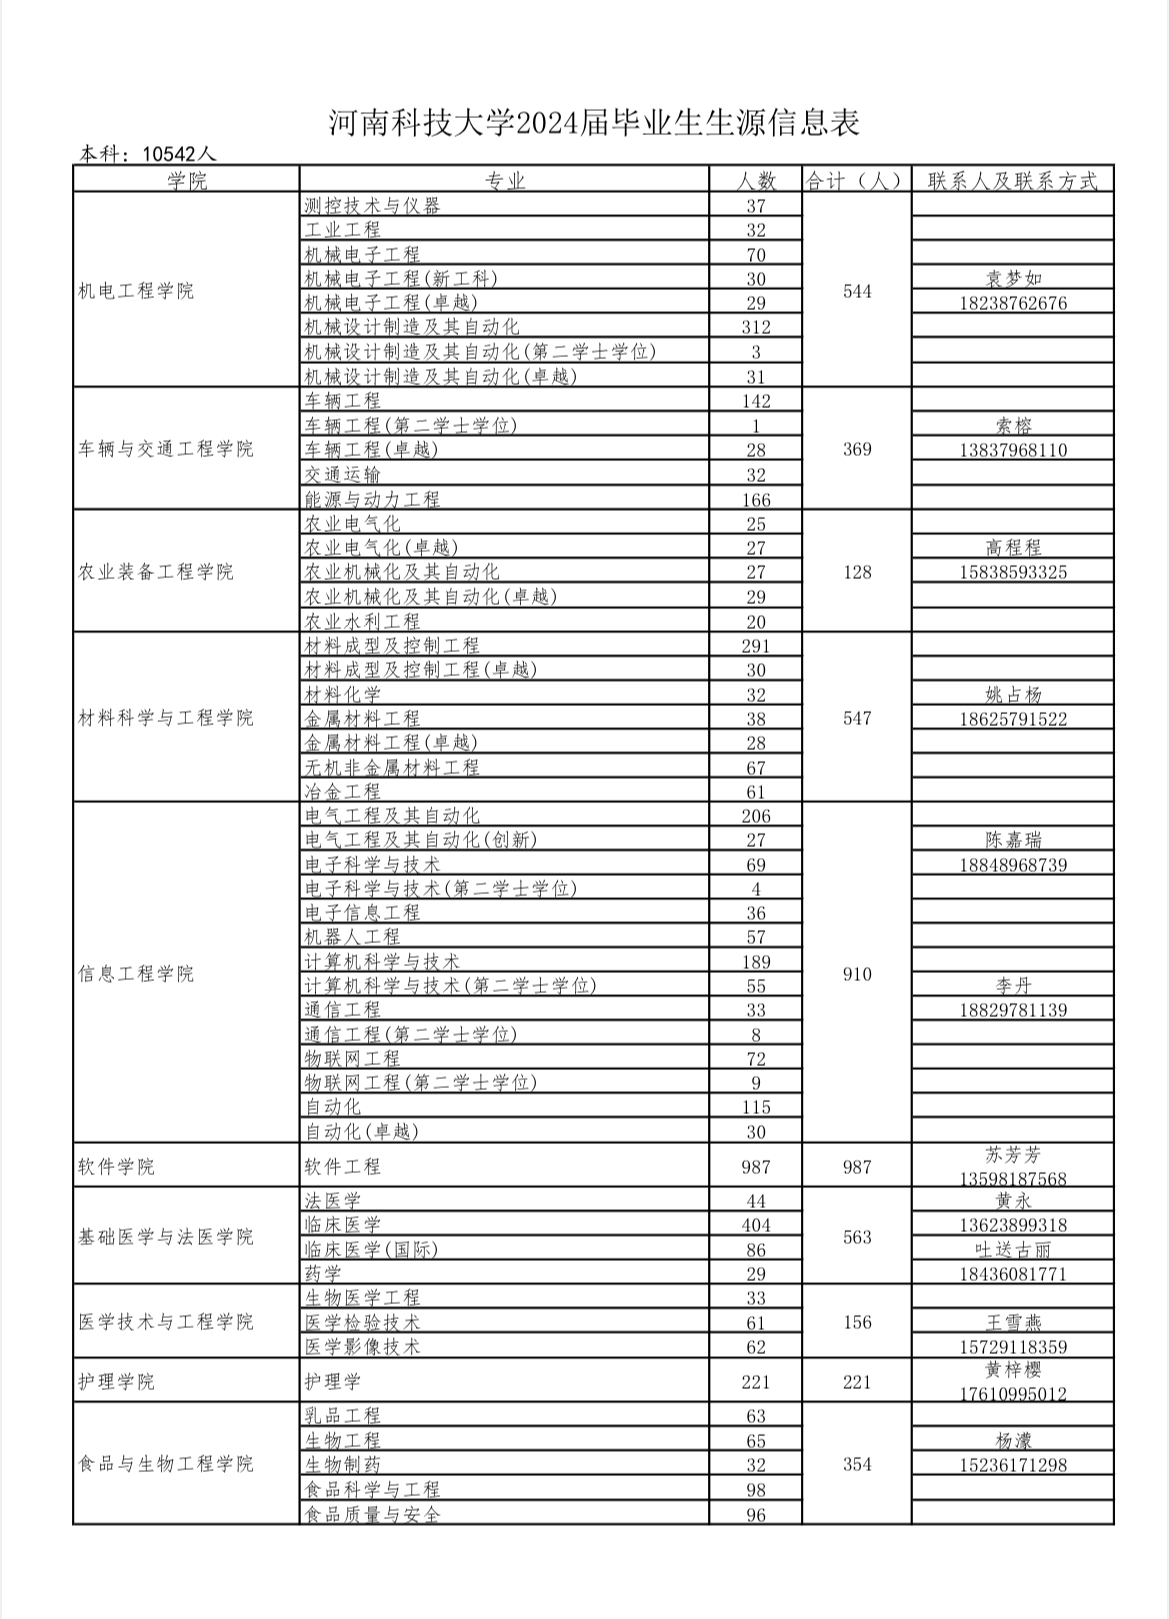 河南科技大学2024届毕业生生源信息表
本科：10542人
学院 专业 人数 合计（人） 联系人及联系方式
机电工程学院 544
测控技术与仪器 37
工业工程 32
机械电子工程 70
机械电子工程(新工科) 30 袁梦如
机械电子工程(卓越) 29 18238762676
机械设计制造及其自动化 312
机械设计制造及其自动化(第二学士学位) 3
机械设计制造及其自动化(卓越) 31
车辆与交通工程学院 369
车辆工程 142
车辆工程(第二学士学位) 1 索榕
车辆工程(卓越) 28 13837968110
交通运输 32
能源与动力工程 166
农业装备工程学院 128
农业电气化 25
农业电气化(卓越) 27 高程程
农业机械化及其自动化 27 15838593325
农业机械化及其自动化(卓越) 29
农业水利工程 20
材料科学与工程学院 547
材料成型及控制工程 291
材料成型及控制工程(卓越) 30
材料化学 32 姚占杨
金属材料工程 38 18625791522
金属材料工程(卓越) 28
无机非金属材料工程 67
冶金工程 61
信息工程学院 910
电气工程及其自动化 206
电气工程及其自动化(创新) 27 陈嘉瑞
电子科学与技术 69 18848968739
电子科学与技术(第二学士学位) 4
电子信息工程 36
机器人工程 57
计算机科学与技术 189
计算机科学与技术(第二学士学位) 55 李丹
通信工程 33 18829781139
通信工程(第二学士学位) 8
物联网工程 72
物联网工程(第二学士学位) 9
自动化 115
自动化(卓越) 30
软件学院 软件工程 987 987 苏芳芳
13598187568
基础医学与法医学院 563
法医学 44 黄永
临床医学 404 13623899318
临床医学(国际) 86 吐送古丽
药学 29 18436081771
医学技术与工程学院 156
生物医学工程 33
医学检验技术 61 王雪燕
医学影像技术 62 15729118359
护理学院 护理学 221 221 黄梓樱
17610995012
食品与生物工程学院 354
乳品工程 63
生物工程 65 杨濛
生物制药 32 15236171298
食品科学与工程 98
食品质量与安全 96